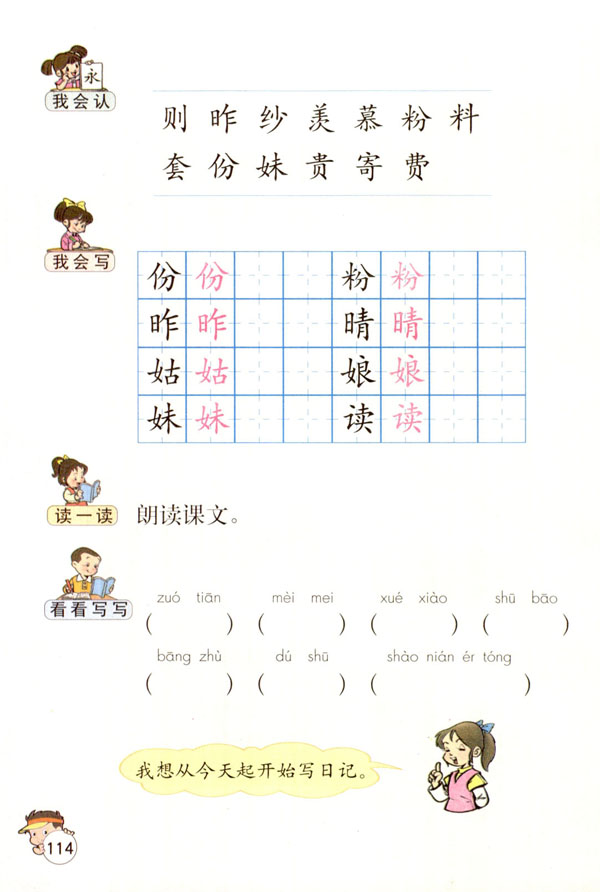 永
我会认
则 昨 纱 羡 慕 粉 料
套 份 妹 贵 寄 费
我会写
份 份 粉 粉
昨 昨 晴 晴
姑 姑 娘 娘
妹 妹 读 读
读一读 朗读课文。
看看写写
zuó tiān mèi mei xué xiào shū bāo
( ) ( ) ( ) ( )
bāng zhù dú shū shào nián ér tóng
( ) ( ) ( )
我想从今天起开始写日记。
114